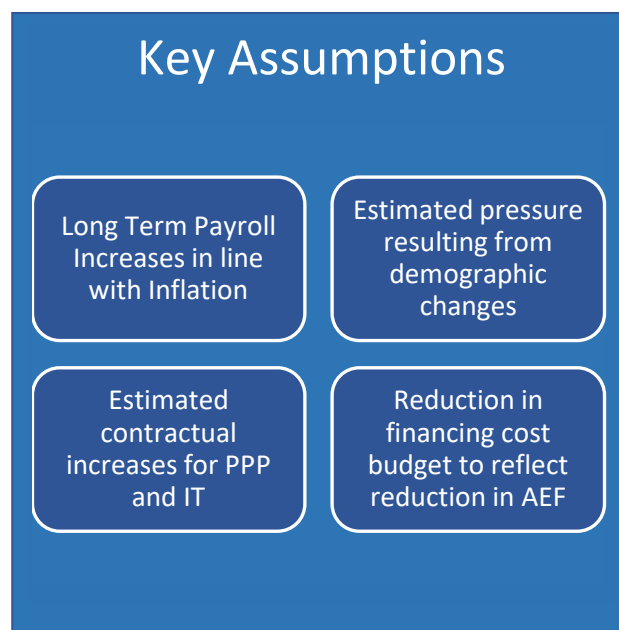 Key Assumptions
Long Term Payroll
Increases in line
with Inflation
Estimated pressure
resulting from
demographic
changes
Estimated
contractual
increases for PPP
and IT
Reduction in
financing cost
budget to reflect
reduction in AEF